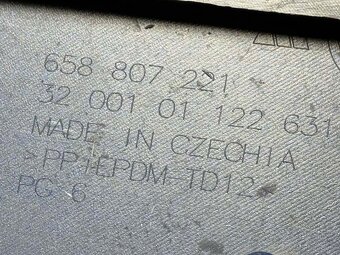 658 807 221
32 001 01 122 631
MADE IN CZECHIA
>PP+EPDM-TD12
PG 6